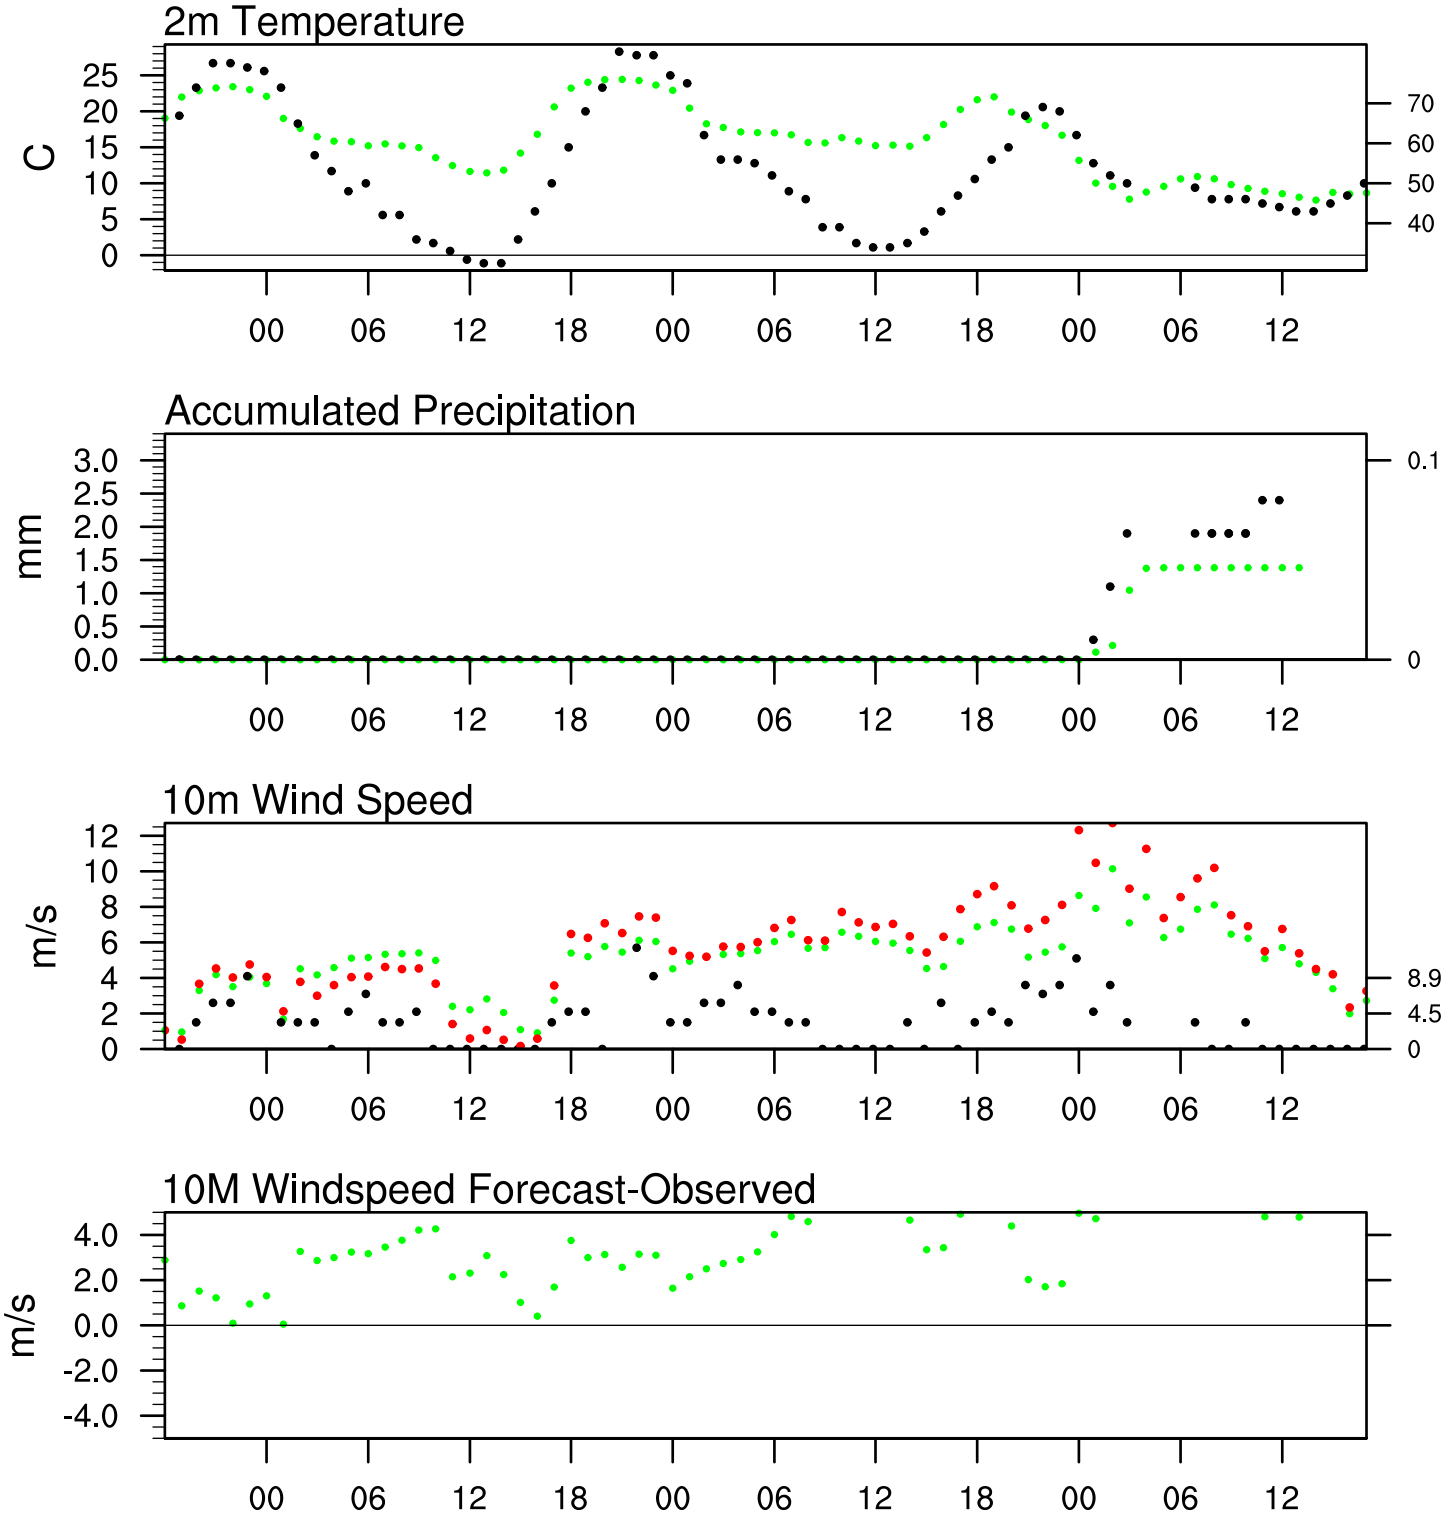 2m Temperature
25
20
15
10
5
0
C
70
60
50
40
00 06 12 18 00 06 12 18 00 06 12
Accumulated Precipitation
3.0
2.5
2.0
1.5
1.0
0.5
0.0
mm
0.1
0
00 06 12 18 00 06 12 18 00 06 12
10m Wind Speed
12
10
8
6
4
2
0
m/s
8.9
4.5
0
00 06 12 18 00 06 12 18 00 06 12
10M Windspeed Forecast-Observed
4.0
2.0
0.0
-2.0
-4.0
m/s
00 06 12 18 00 06 12 18 00 06 12